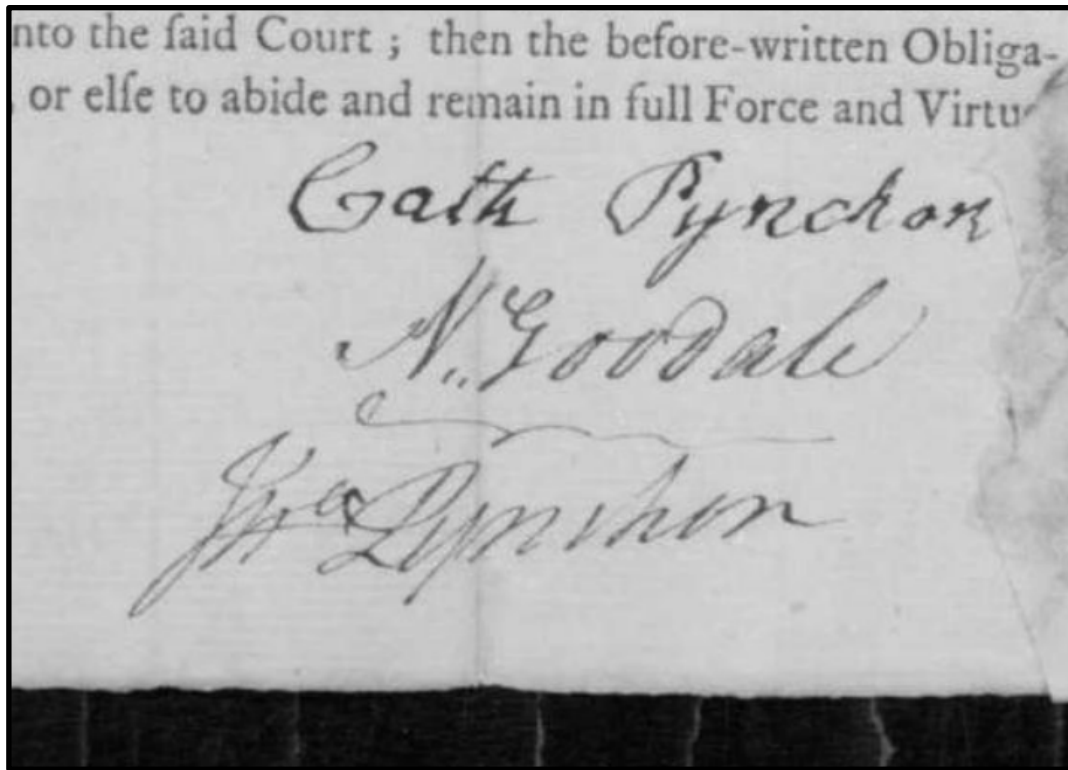 nto the ſaid Court ; then the before-written Obliga-
, or elſe to abide and remain in full Force and Virtu
Cath Pynchon
N. Goodale
Jno Pynchon